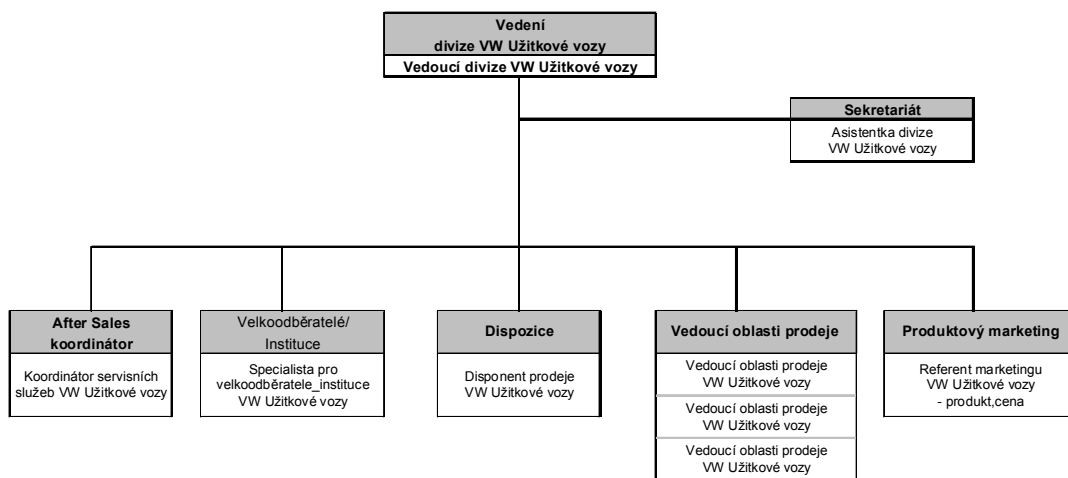 Vedení
divize VW Užitkové vozy
Vedoucí divize VW Užitkové vozy
Sekretariát
Asistentka divize
VW Užitkové vozy
After Sales
koordinátor
Koordinátor servisních
služeb VW Užitkové vozy
Velkoodběratelé/
Instituce
Specialista pro
velkoodběratele_instituce
VW Užitkové vozy
Dispozice
Disponent prodeje
VW Užitkové vozy
Vedoucí oblasti prodeje
Vedoucí oblasti prodeje
VW Užitkové vozy
Vedoucí oblasti prodeje
VW Užitkové vozy
Vedoucí oblasti prodeje
VW Užitkové vozy
Produktový marketing
Referent marketingu
VW Užitkové vozy
- produkt,cena